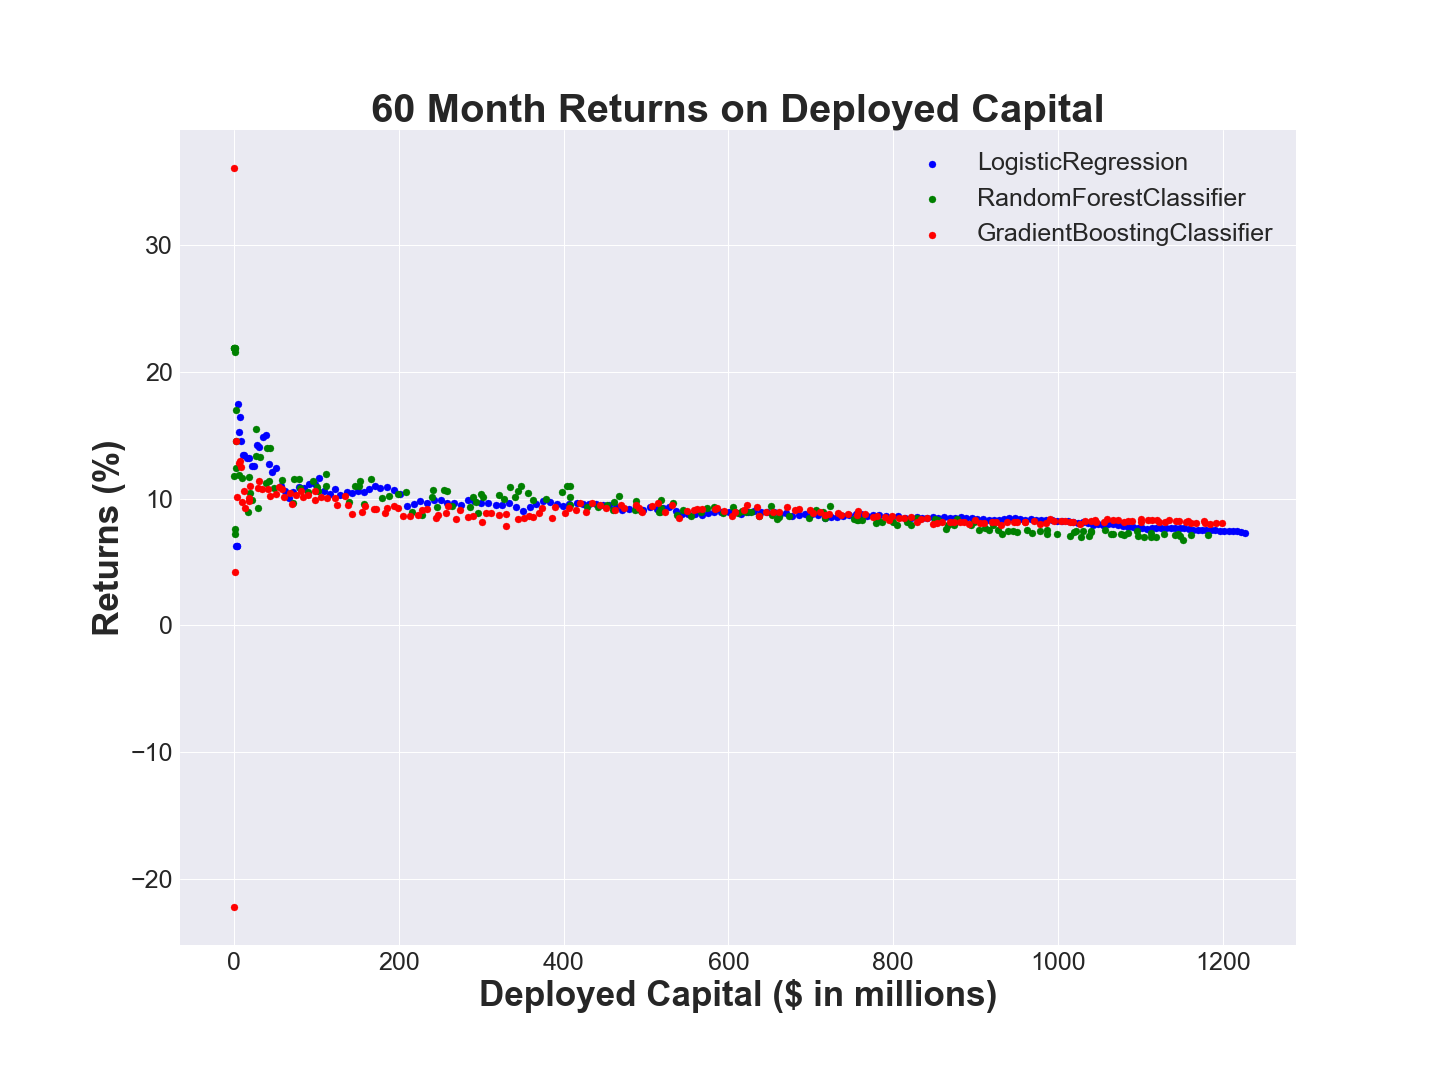 60 Month Returns on Deployed Capital
LogisticRegression
RandomForestClassifier
GradientBoostingClassifier
30
20
10
0
−10
−20
Returns (%)
0 200 400 600 800 1000 1200
Deployed Capital ($ in millions)